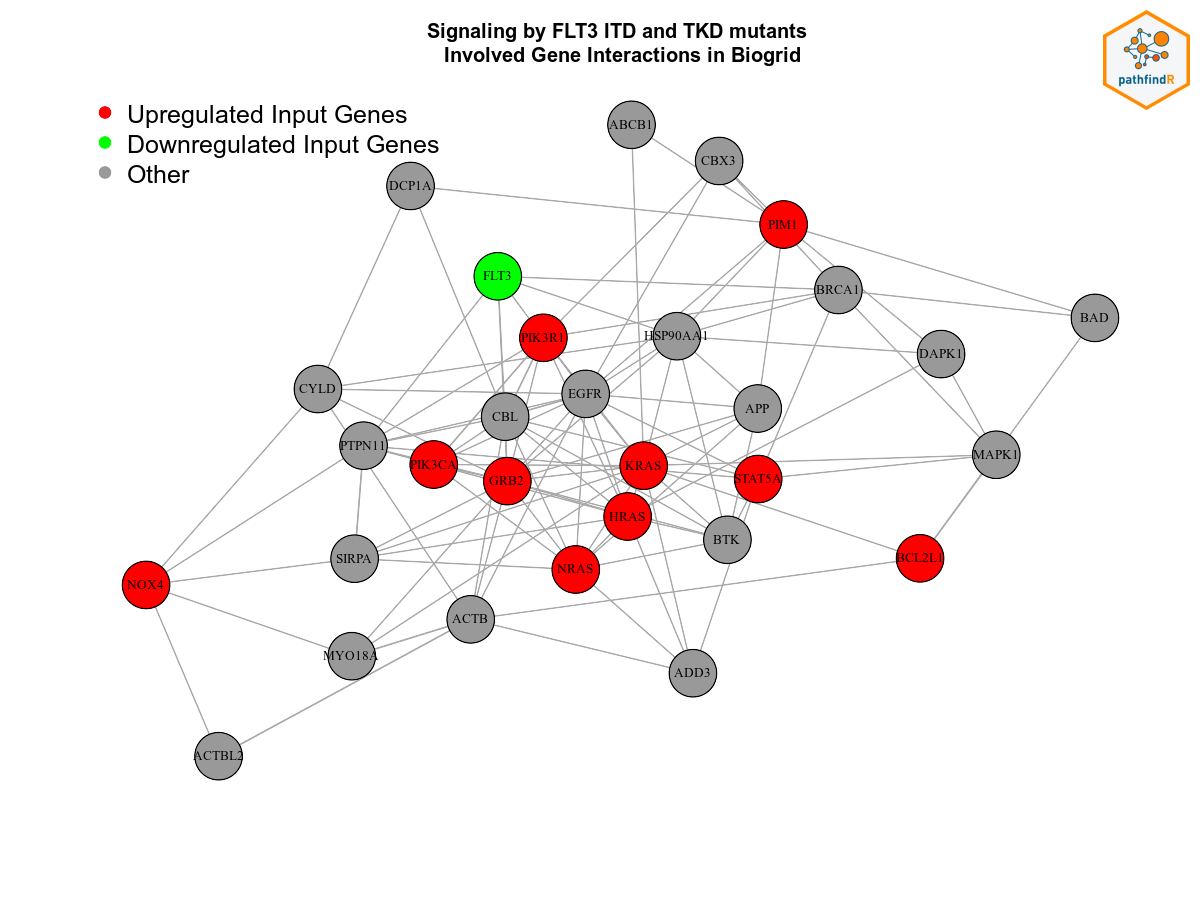 Signaling by FLT3 ITD and TKD mutants
Involved Gene Interactions in Biogrid
pathfindR
Upregulated Input Genes
Downregulated Input Genes
Other
ABCB1
CBX3
DCP1A
PIM1
FLT3
BRCA1
BAD
PIK3R1
HSP90AA1
DAPK1
CYLD
EGFR
APP
CBL
PTPN11
MAPK1
PIK3CA
KRAS
GRB2
STAT5A
HRAS
BTK
SIRPA
BCL2L1
NRAS
NOX4
ACTB
MYO18A
ADD3
ACTBL2